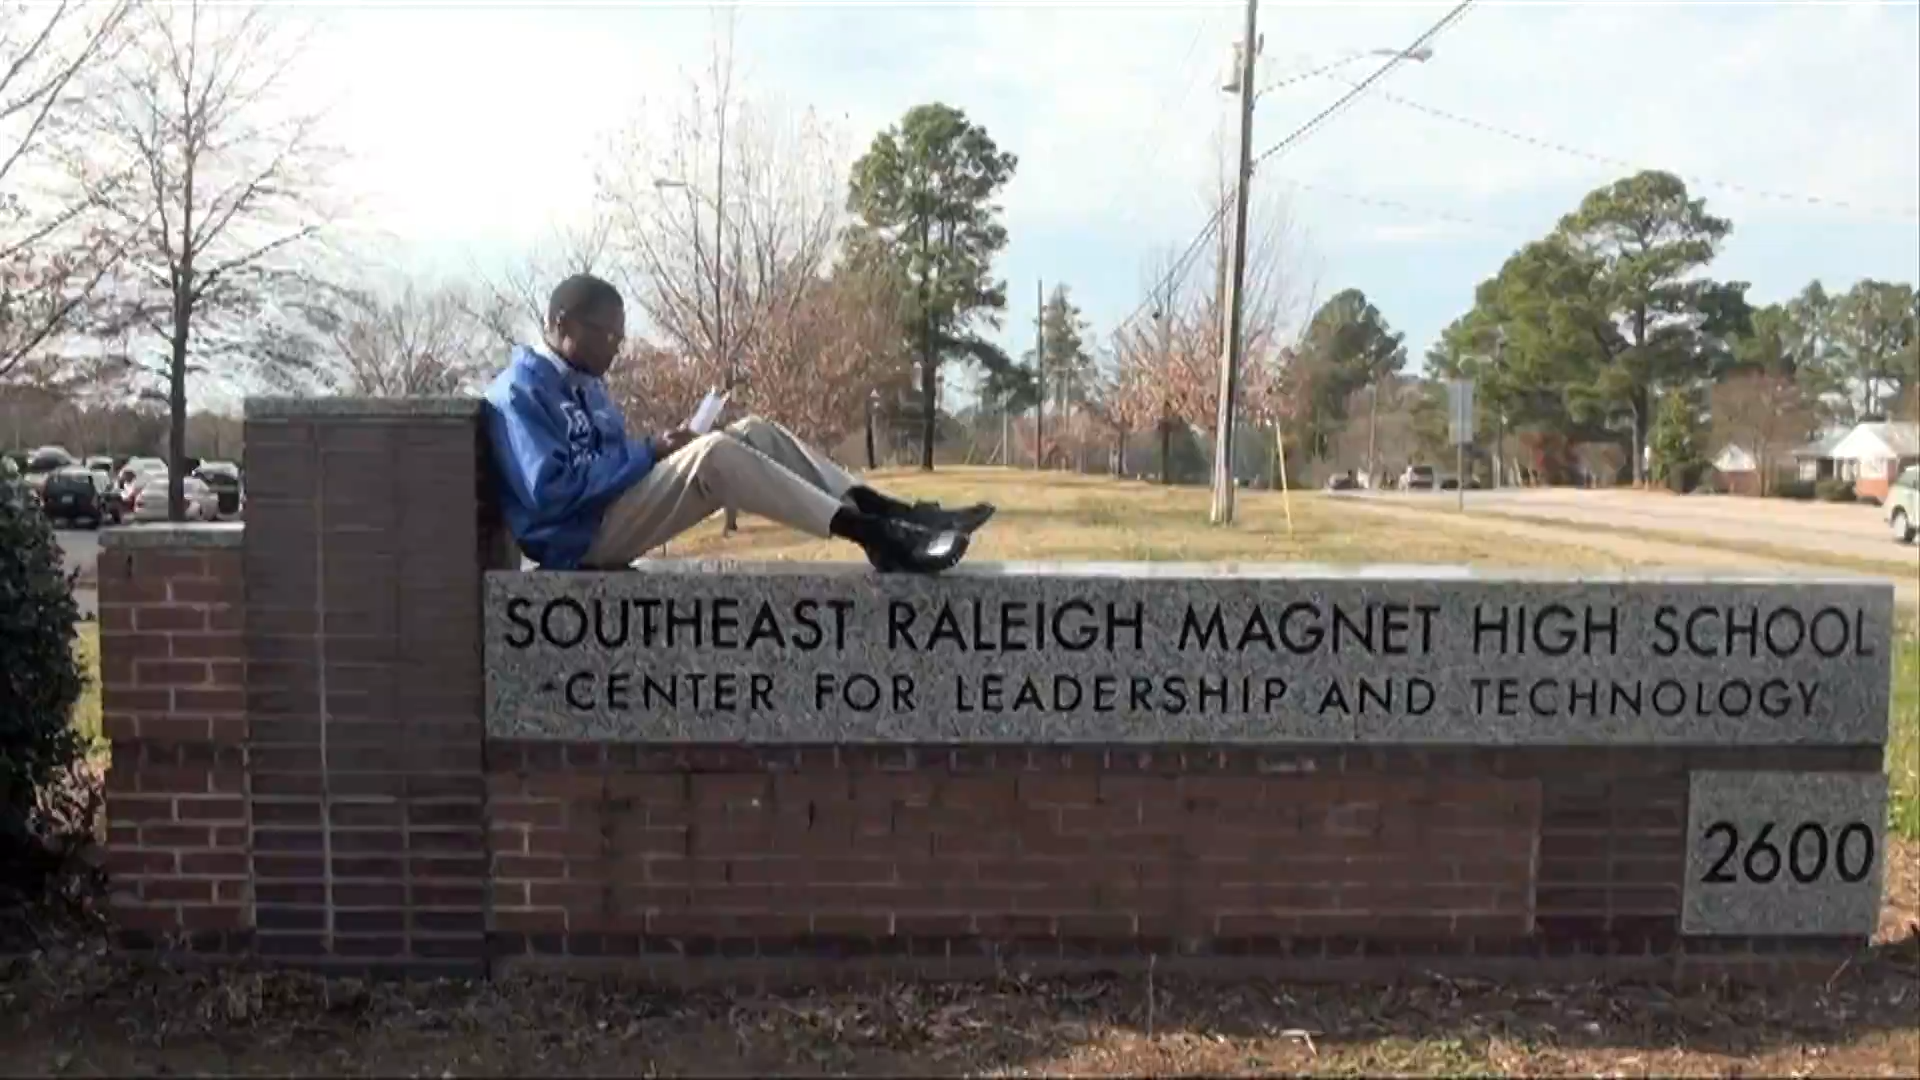 SOUTHEAST RALEIGH MAGNET HIGH SCHOOL
CENTER FOR LEADERSHIP AND TECHNOLOGY
2600